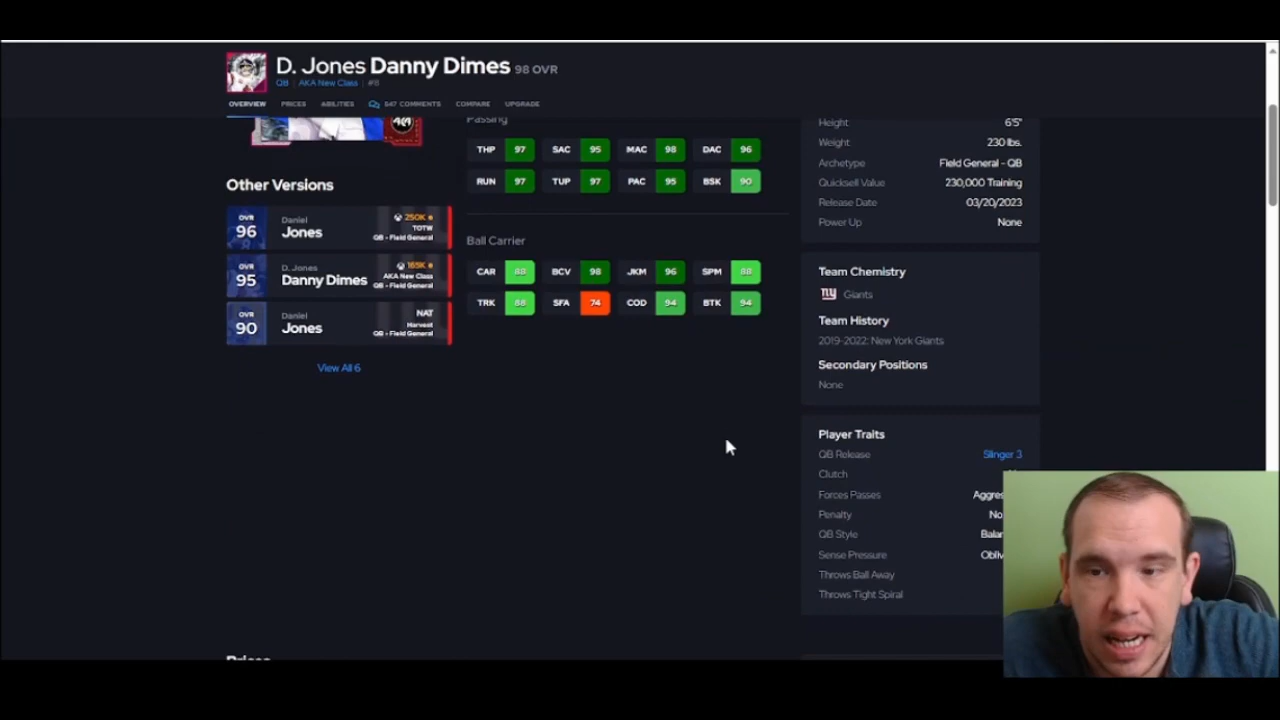 D. Jones Danny Dimes 98 OVR
QB | AKA New Class | #8
OVERVIEW PRICES ABILITIES 547 COMMENTS COMPARE UPGRADE
Passing
THP 97 SAC 95 MAC 98 DAC 96
RUN 97 TUP 97 PAC 95 BSK 90
Ball Carrier
CAR 88 BCV 98 JKM 96 SPM 88
TRK 88 SFA 74 COD 94 BTK 94
Other Versions
OVR 96 Daniel Jones 250K TOTW QB - Field General
OVR 95 D. Jones Danny Dimes 165K AKA New Class QB - Field General
OVR 90 Daniel Jones NAT Harvest QB - Field General
View All 6
Height: 6'5"
Weight: 230 lbs.
Archetype Field General - QB
Quicksell Value 230,000 Training
Release Date 03/20/2023
Power Up None
Team Chemistry
NY Giants
Team History
2019-2022: New York Giants
Secondary Positions
None
Player Traits
QB Release Slinger 3
Clutch
Forces Passes Aggres
Penalty No
QB Style Balan
Sense Pressure Obliv
Throws Ball Away
Throws Tight Spiral
Prices